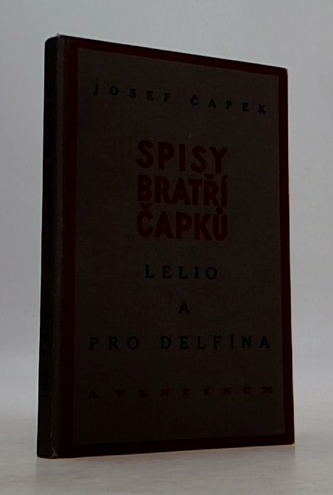 JOSEF ČAPEK
SPISY
BRATŘÍ
ČAPKŮ
LELIO
A
PRO DELFÍNA
AVENTINUM